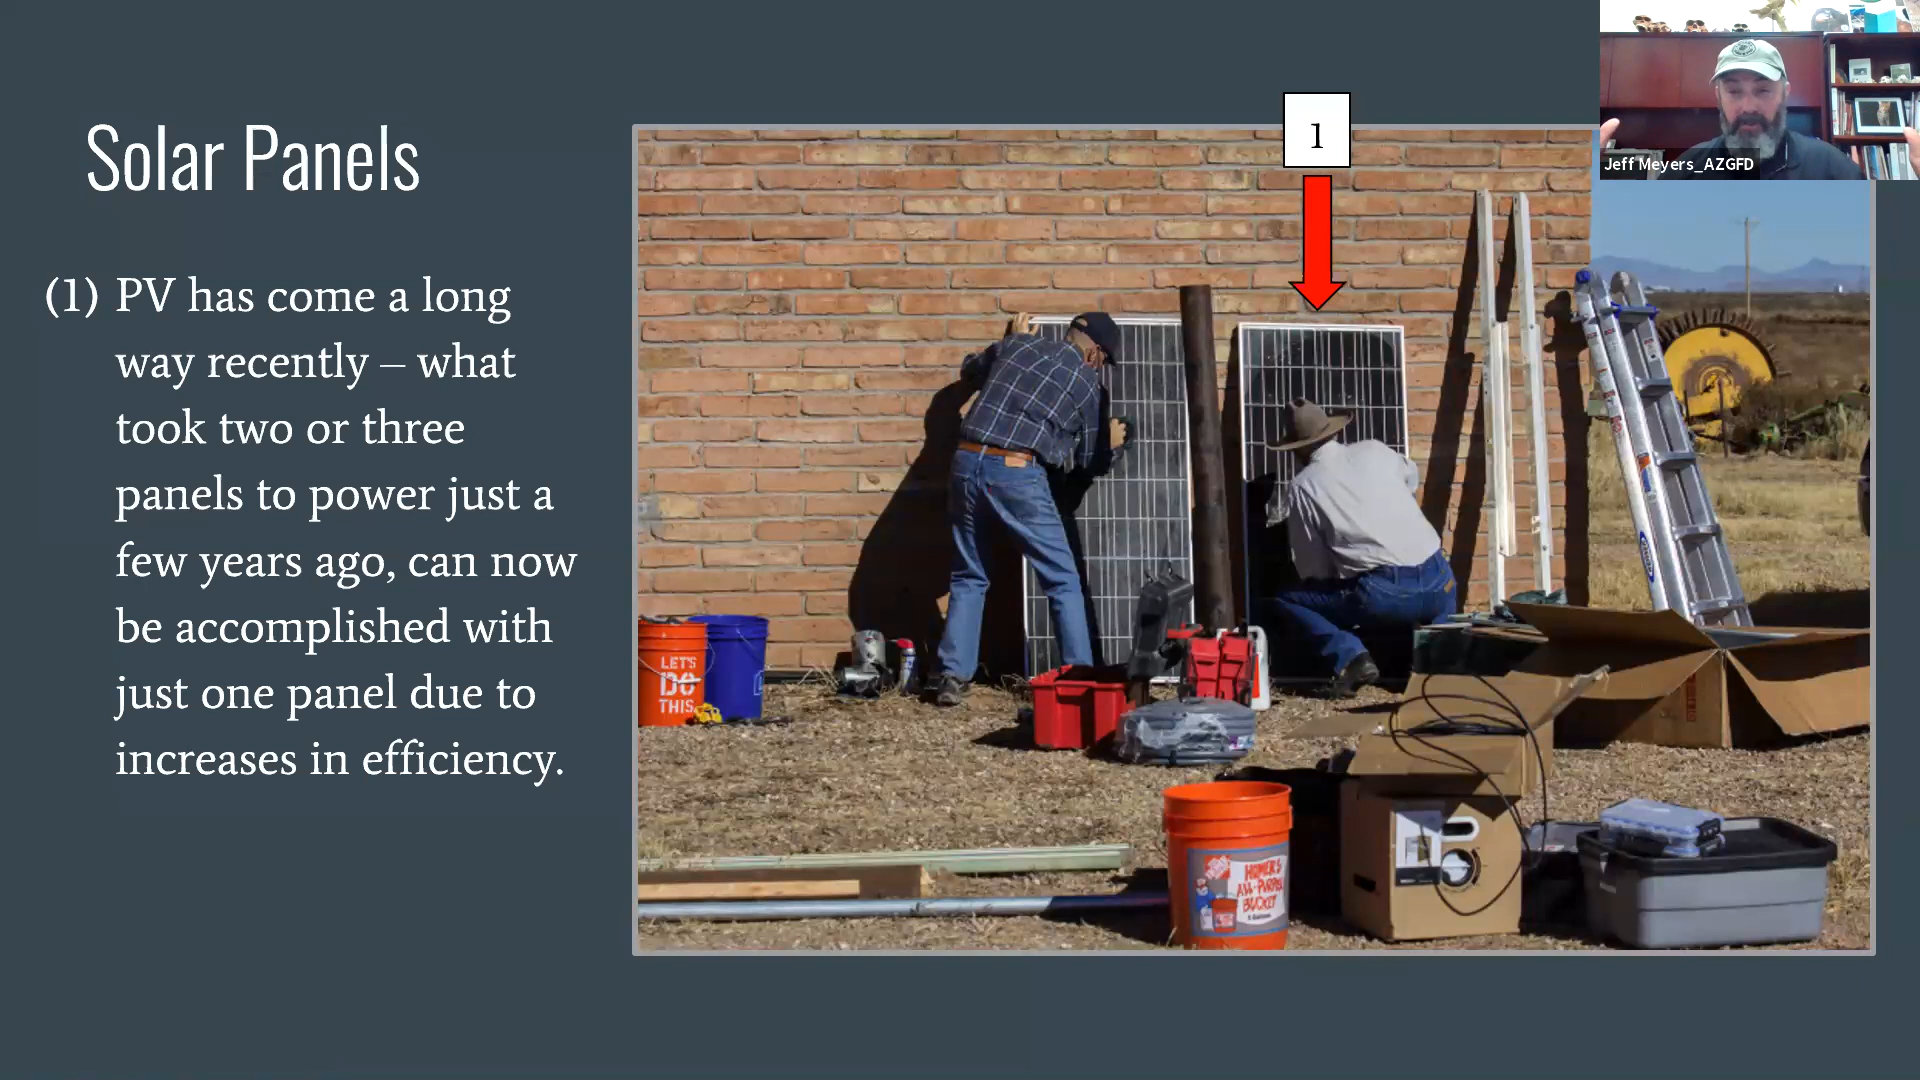 Solar Panels
(1) PV has come a long
way recently – what
took two or three
panels to power just a
few years ago, can now
be accomplished with
just one panel due to
increases in efficiency.
1
Jeff Meyers_AZGFD
LET'S
DO
THIS.
HOMER'S
ALL-PURPOSE
BUCKET